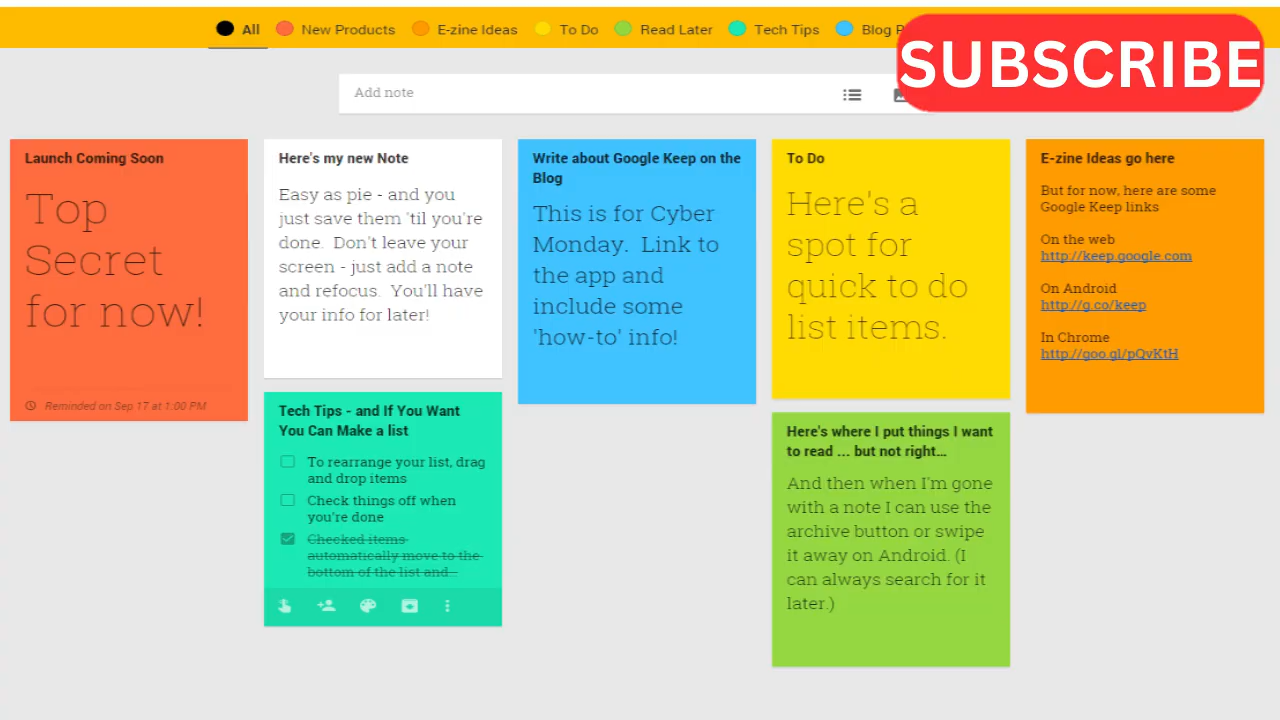 All
New Products
E-zine Ideas
To Do
Read Later
Tech Tips
Blog
SUBSCRIBE
Add note
Launch Coming Soon
Top
Secret
for now!
Reminded on Sep 17 at 1:00 PM
Here's my new Note
Easy as pie - and you
just save them 'til you're
done.  Don't leave your
screen - just add a note
and refocus.  You'll have
your info for later!
Tech Tips - and If You Want
You Can Make a list
To rearrange your list, drag
and drop items
Check things off when
you're done
Checked items
automatically move to the
bottom of the list and...
Write about Google Keep on the
Blog
This is for Cyber
Monday.  Link to
the app and
include some
'how-to' info!
To Do
Here's a
spot for
quick to do
list items.
Here's where I put things I want
to read ... but not right...
And then when I'm gone
with a note I can use the
archive button or swipe
it away on Android. (I
can always search for it
later.)
E-zine Ideas go here
But for now, here are some
Google Keep links
On the web
http://keep.google.com
On Android
http://g.co/keep
In Chrome
http://goo.gl/pQvKtH